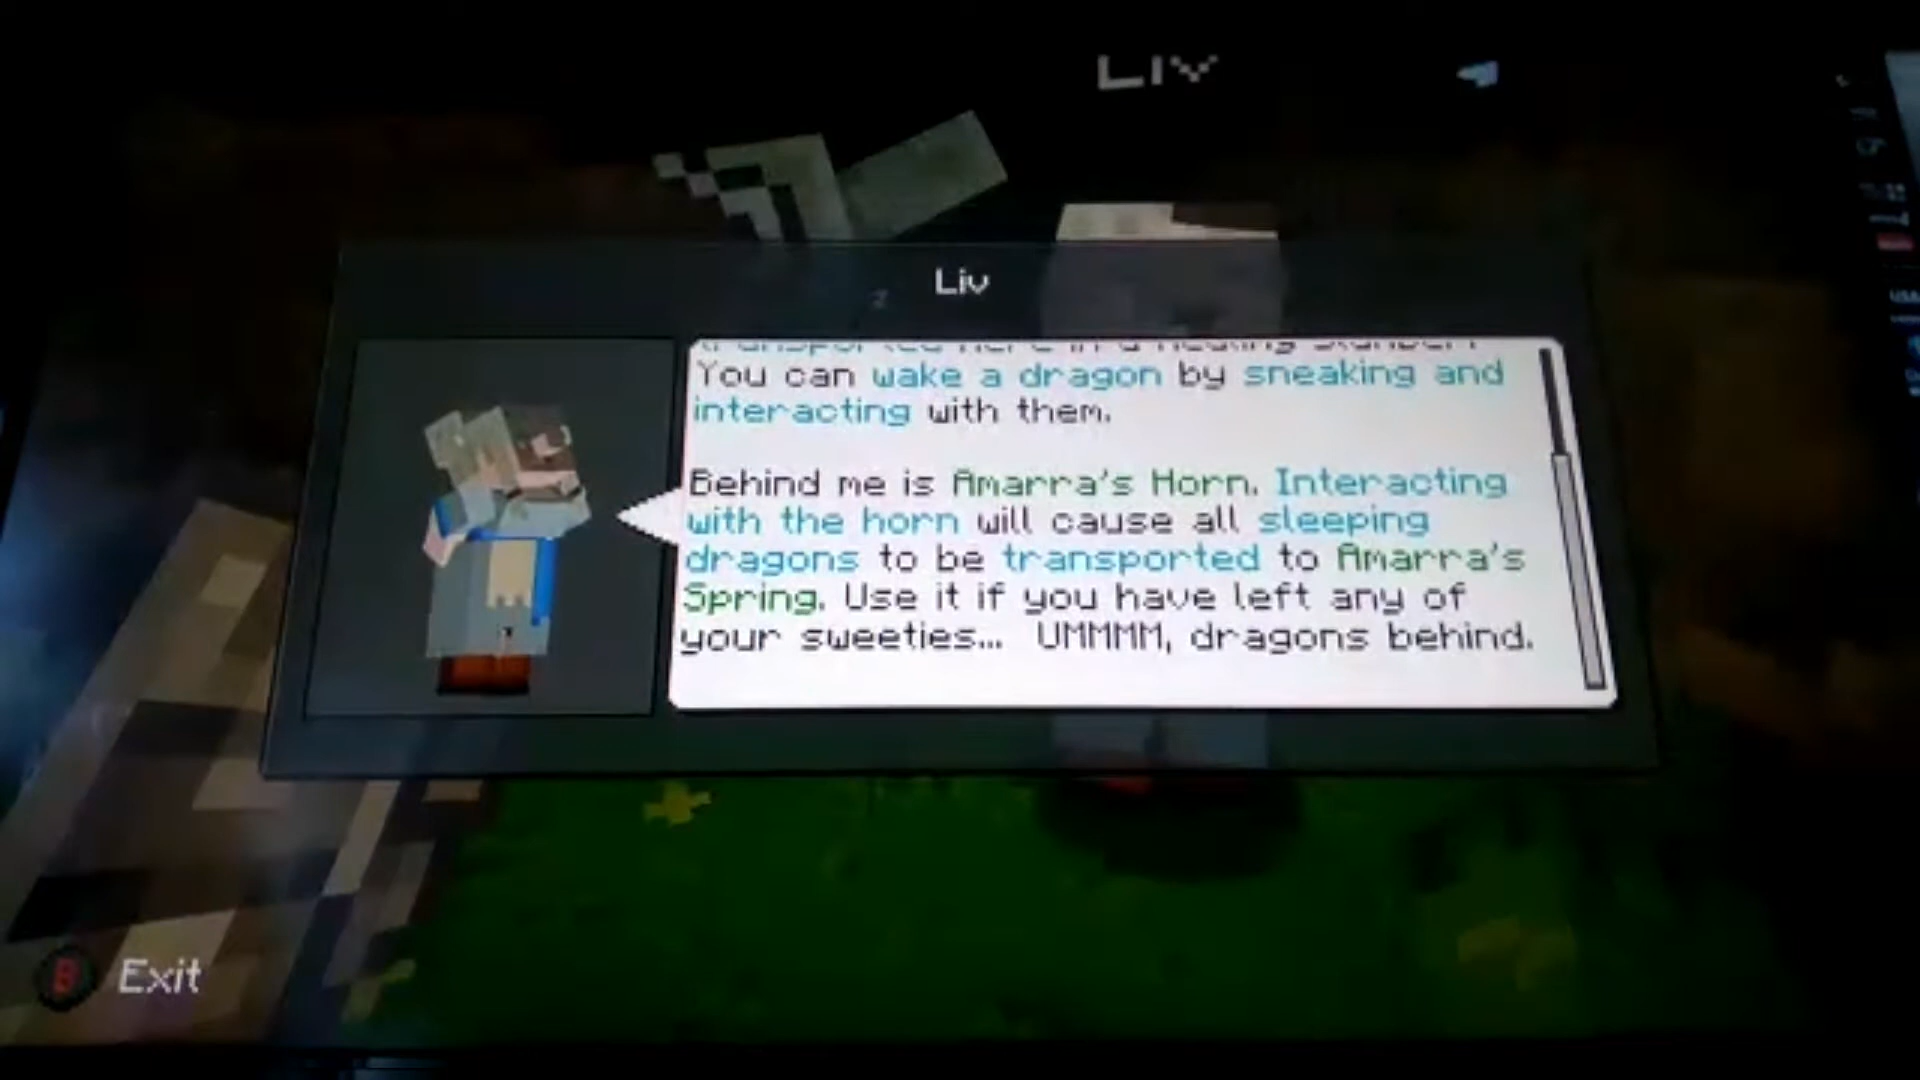 Liv
Liv
You can wake a dragon by sneaking and
interacting with them.
Behind me is Amarra's Horn. Interacting
with the horn will cause all sleeping
dragons to be transported to Amarra's
Spring. Use it if you have left any of
your sweeties... UMMMM, dragons behind.
B Exit